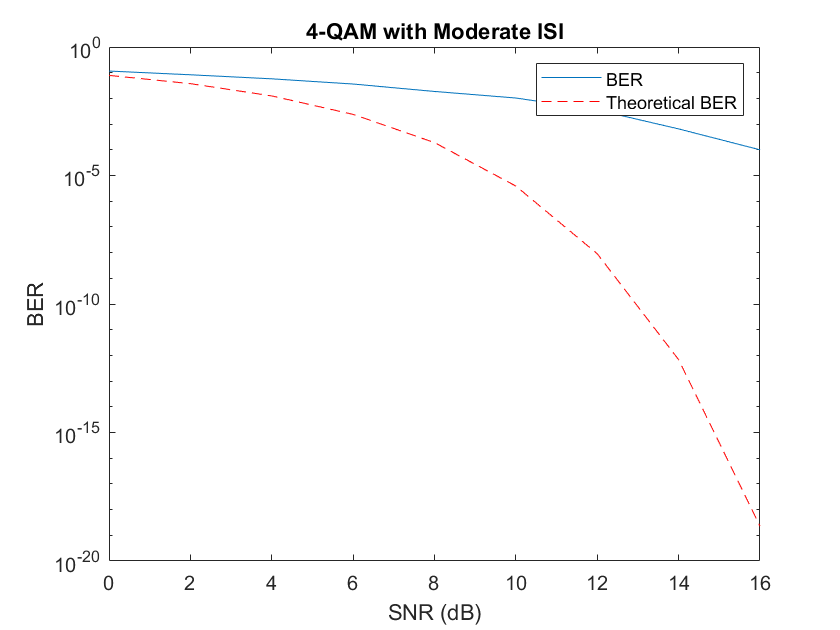 4-QAM with Moderate ISI
BER
Theoretical BER
10^0
10^-5
10^-10
10^-15
10^-20
BER
0 2 4 6 8 10 12 14 16
SNR (dB)